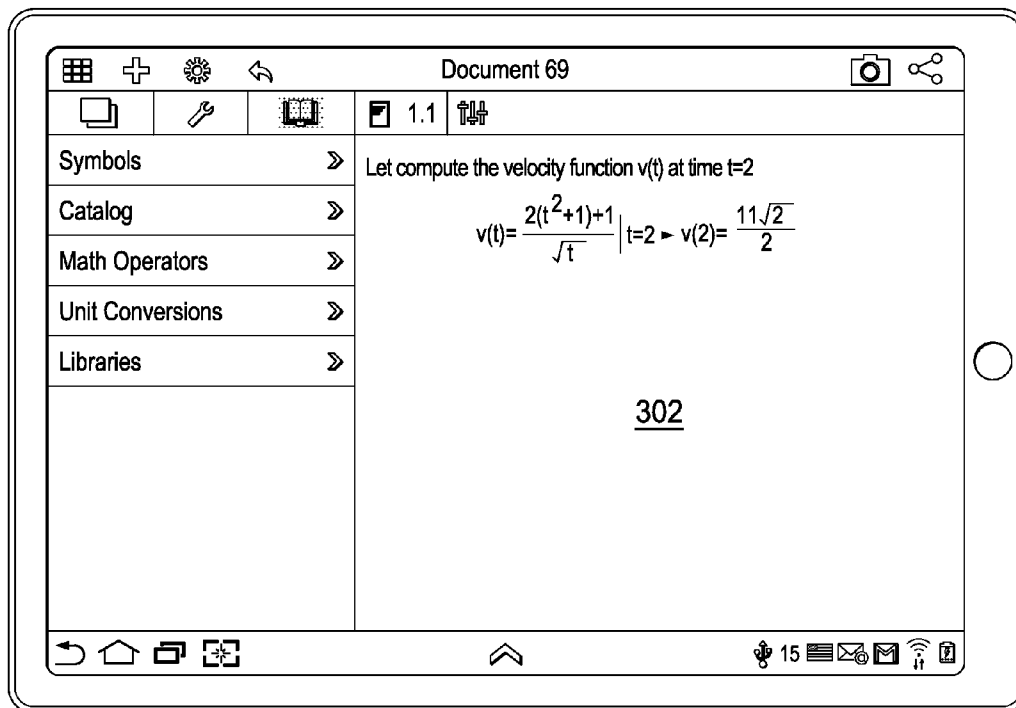 Document 69
1.1
Symbols
Catalog
Math Operators
Unit Conversions
Libraries
Let compute the velocity function v(t) at time t=2
v(t)= 2(t²+1)+1/√t | t=2 ► v(2)= 11√2/2
302
15